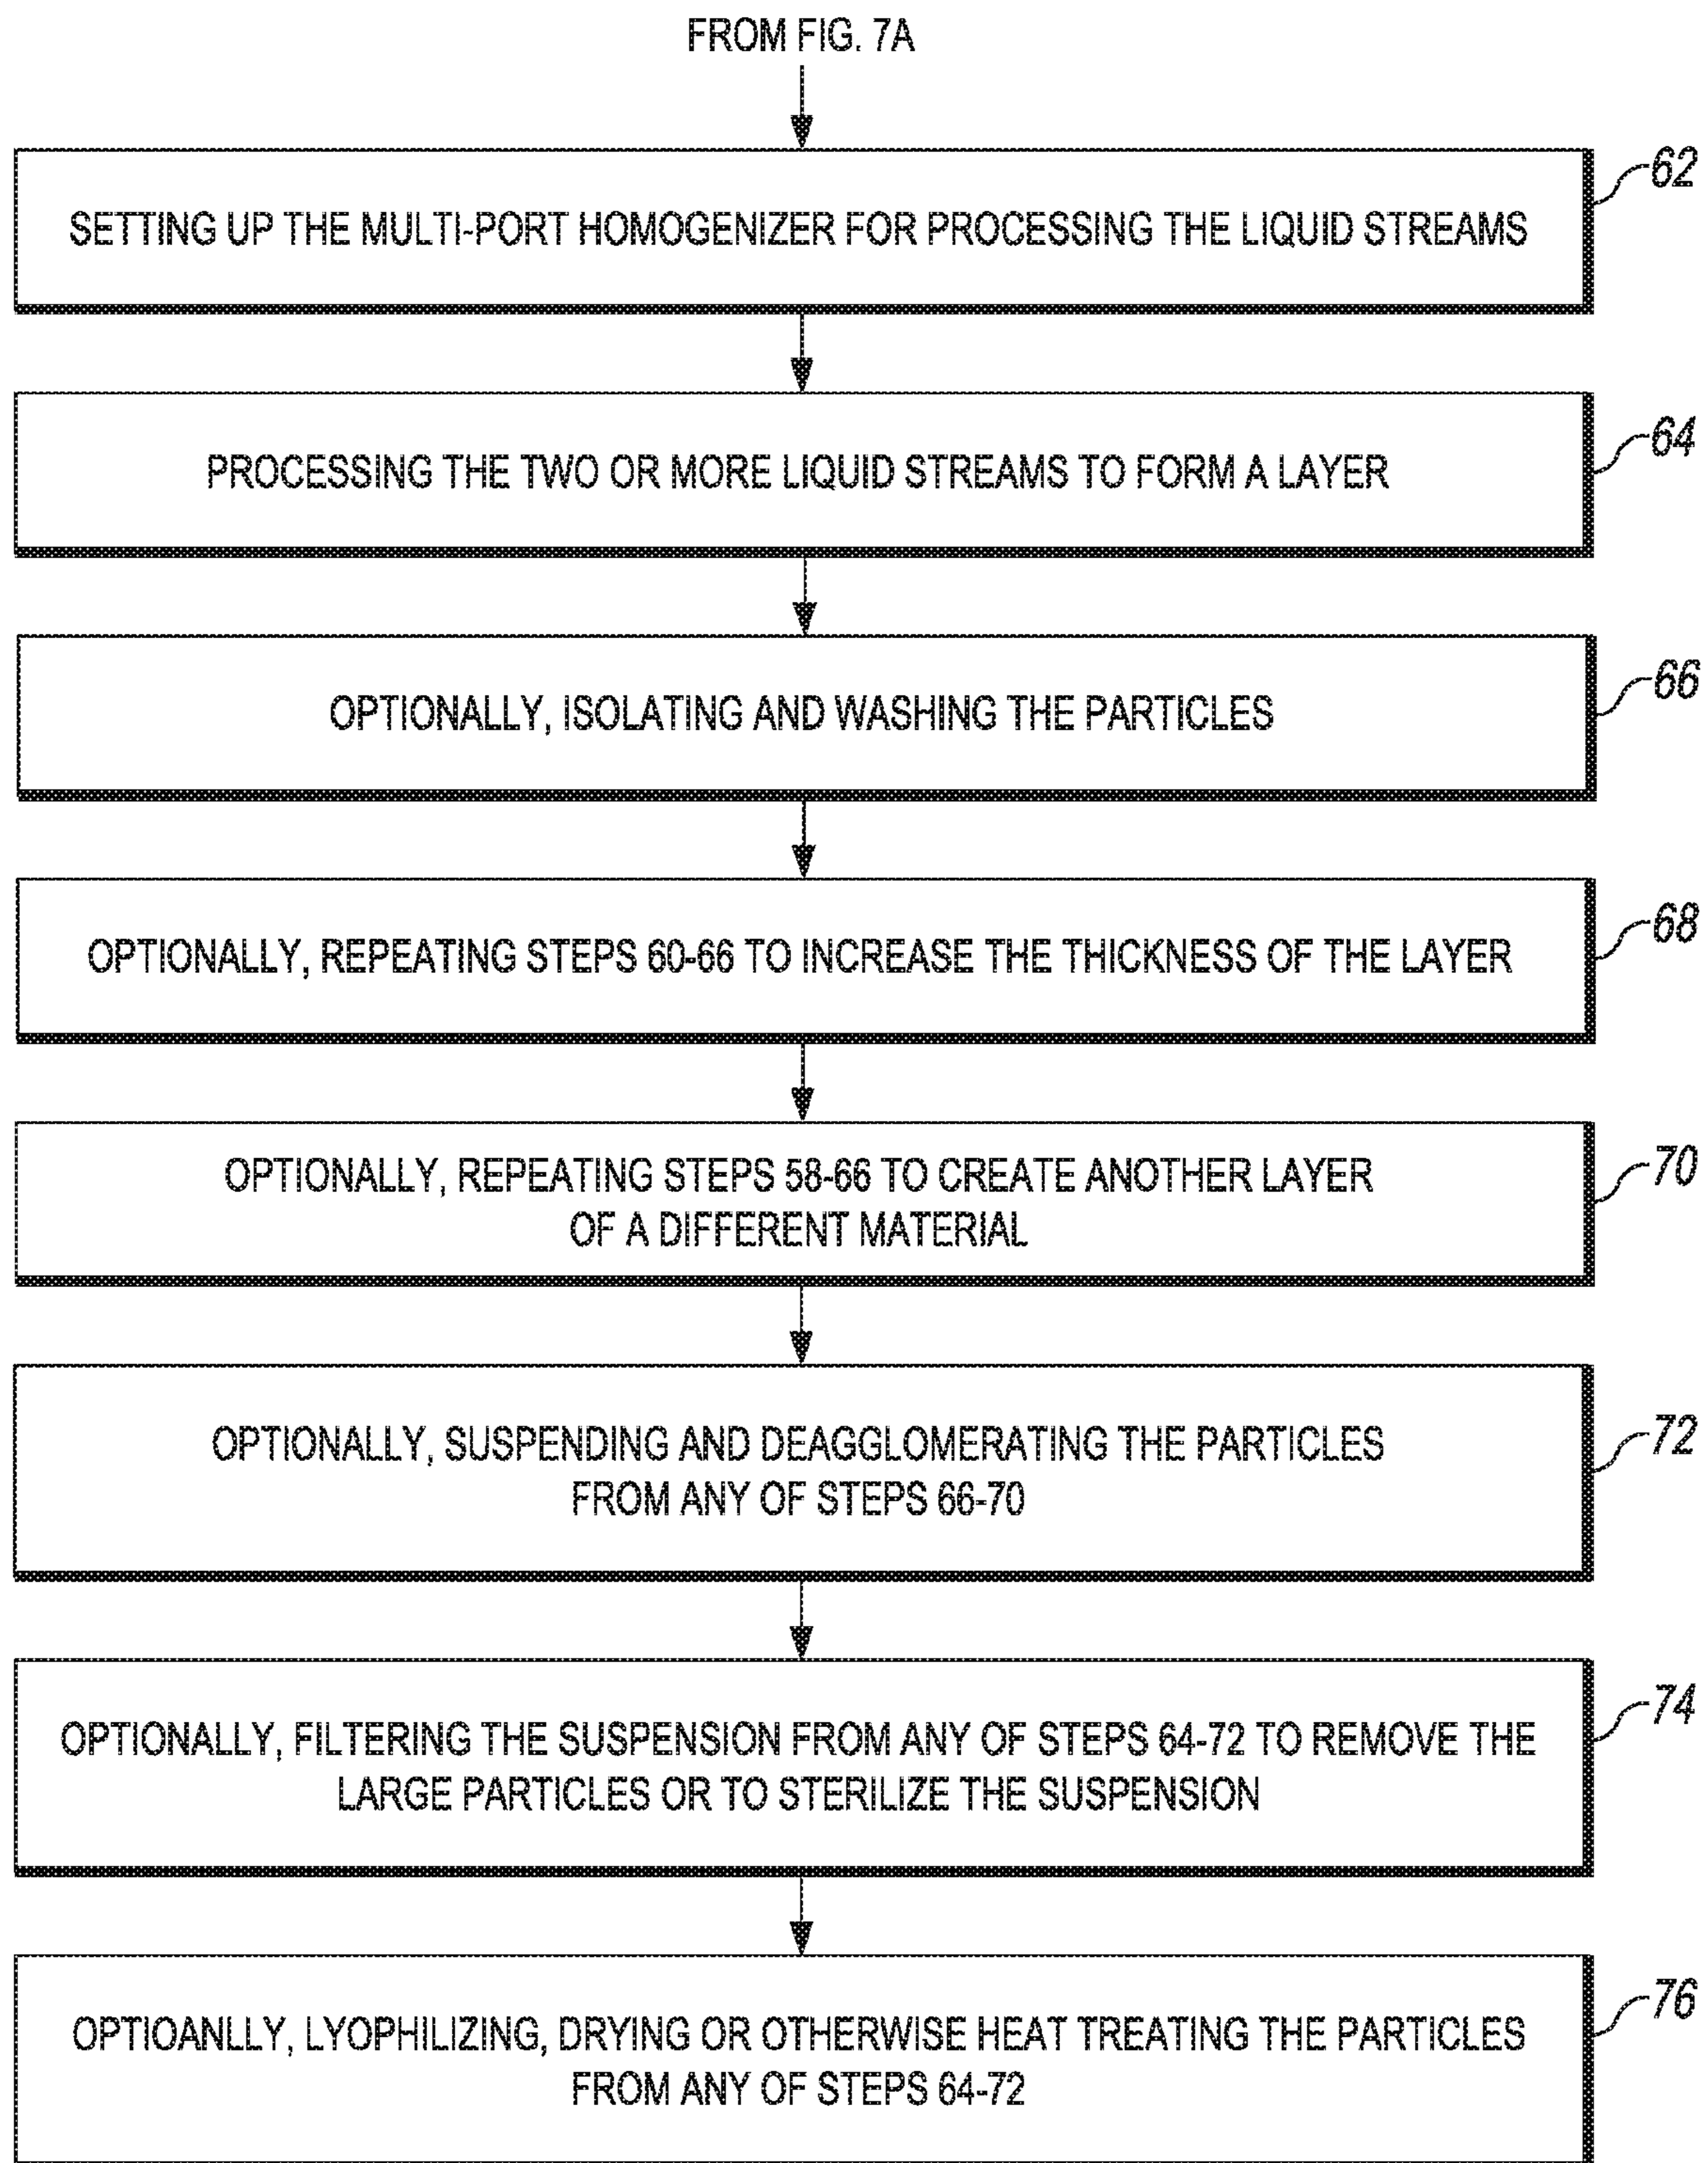 FROM FIG. 7A
62
SETTING UP THE MULTI-PORT HOMOGENIZER FOR PROCESSING THE LIQUID STREAMS
64
PROCESSING THE TWO OR MORE LIQUID STREAMS TO FORM A LAYER
66
OPTIONALLY, ISOLATING AND WASHING THE PARTICLES
68
OPTIONALLY, REPEATING STEPS 60-66 TO INCREASE THE THICKNESS OF THE LAYER
70
OPTIONALLY, REPEATING STEPS 58-66 TO CREATE ANOTHER LAYER
OF A DIFFERENT MATERIAL
72
OPTIONALLY, SUSPENDING AND DEAGGLOMERATING THE PARTICLES
FROM ANY OF STEPS 66-70
74
OPTIONALLY, FILTERING THE SUSPENSION FROM ANY OF STEPS 64-72 TO REMOVE THE
LARGE PARTICLES OR TO STERILIZE THE SUSPENSION
76
OPTIOANLLY, LYOPHILIZING, DRYING OR OTHERWISE HEAT TREATING THE PARTICLES
FROM ANY OF STEPS 64-72